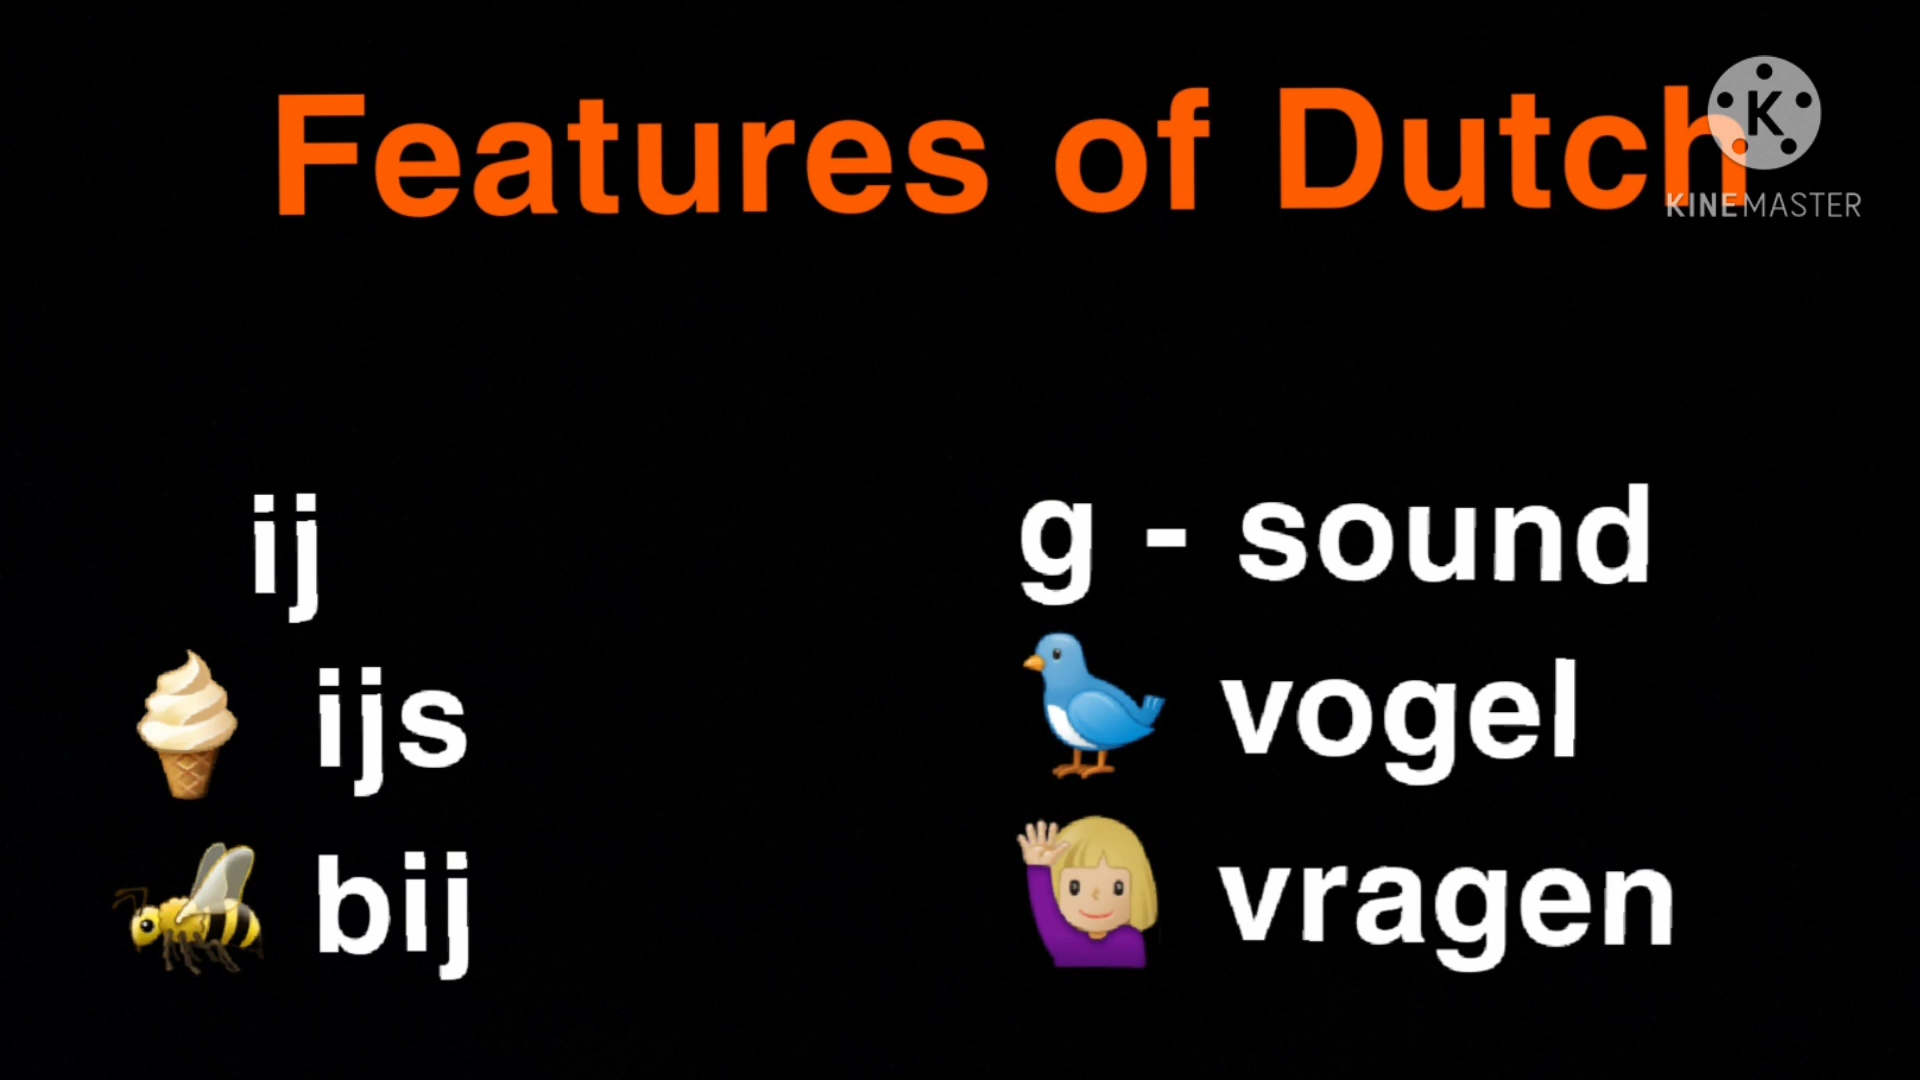 Features of Dutch
K
KINEMASTER
ij
ijs
bij
g - sound
vogel
vragen